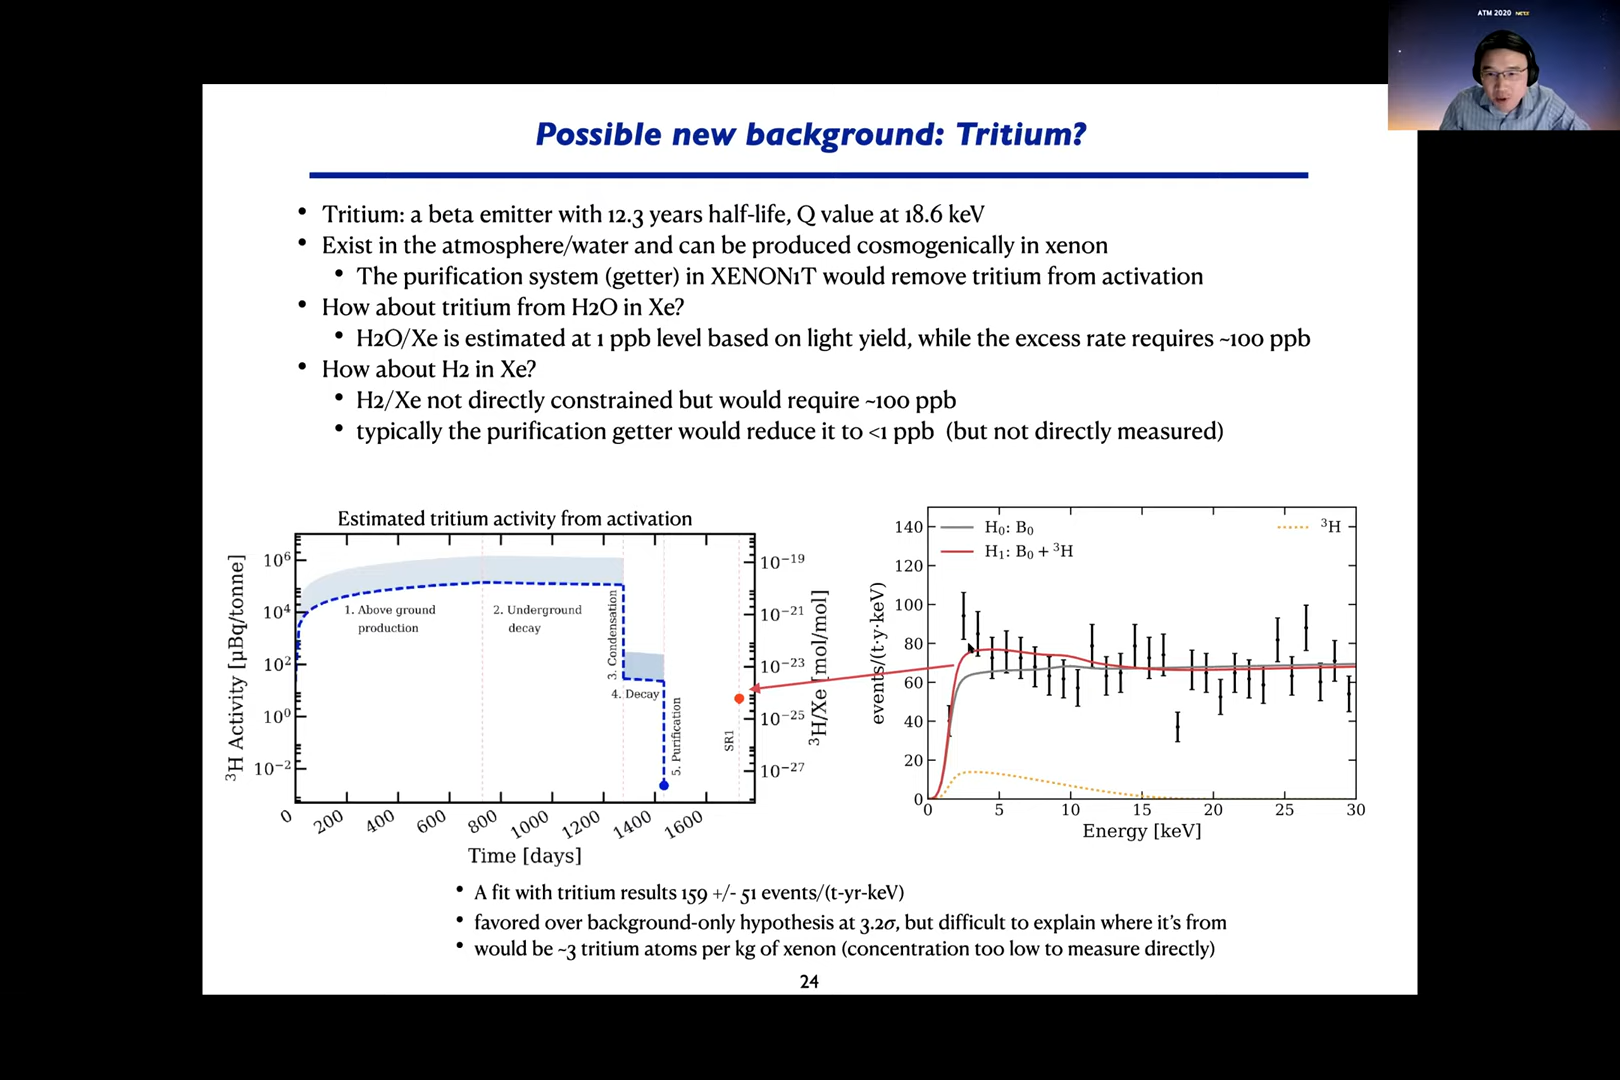 ATM 2020
Possible new background: Tritium?
• Tritium: a beta emitter with 12.3 years half-life, Q value at 18.6 keV
• Exist in the atmosphere/water and can be produced cosmogenically in xenon
• The purification system (getter) in XENON1T would remove tritium from activation
• How about tritium from H2O in Xe?
• H2O/Xe is estimated at 1 ppb level based on light yield, while the excess rate requires ~100 ppb
• How about H2 in Xe?
• H2/Xe not directly constrained but would require ~100 ppb
• typically the purification getter would reduce it to <1 ppb (but not directly measured)
Estimated tritium activity from activation
³H Activity [µBq/tonne]
10⁶
10⁴
10²
10⁰
10⁻²
1. Above ground
production
2. Underground
decay
3. Condensation
4. Decay
5. Purification
SR1
10⁻¹⁹
10⁻²¹
10⁻²³
10⁻²⁵
10⁻²⁷
³H/Xe [mol/mol]
0 200 400 600 800 1000 1200 1400 1600
Time [days]
events/(t·y·keV)
140
120
100
80
60
40
20
0
H₀: B₀
H₁: B₀ + ³H
³H
0 5 10 15 20 25 30
Energy [keV]
• A fit with tritium results 159 +/- 51 events/(t-yr-keV)
• favored over background-only hypothesis at 3.2σ, but difficult to explain where it's from
• would be ~3 tritium atoms per kg of xenon (concentration too low to measure directly)
24